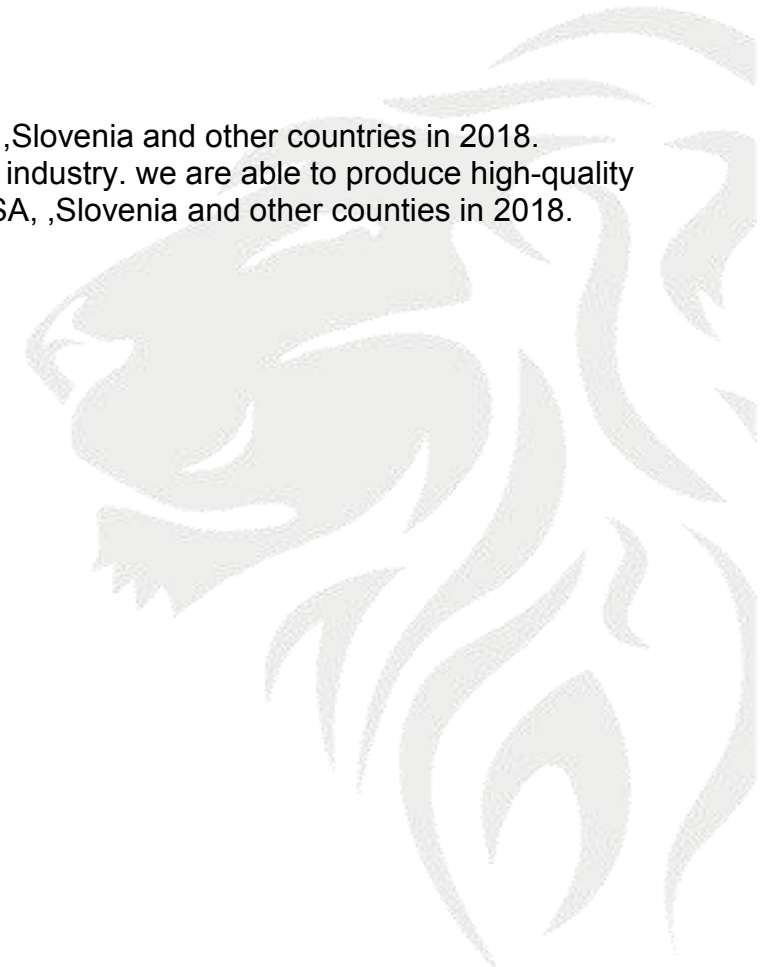 ,Slovenia and other countries in 2018.
industry. we are able to produce high-quality
SA, ,Slovenia and other counties in 2018.